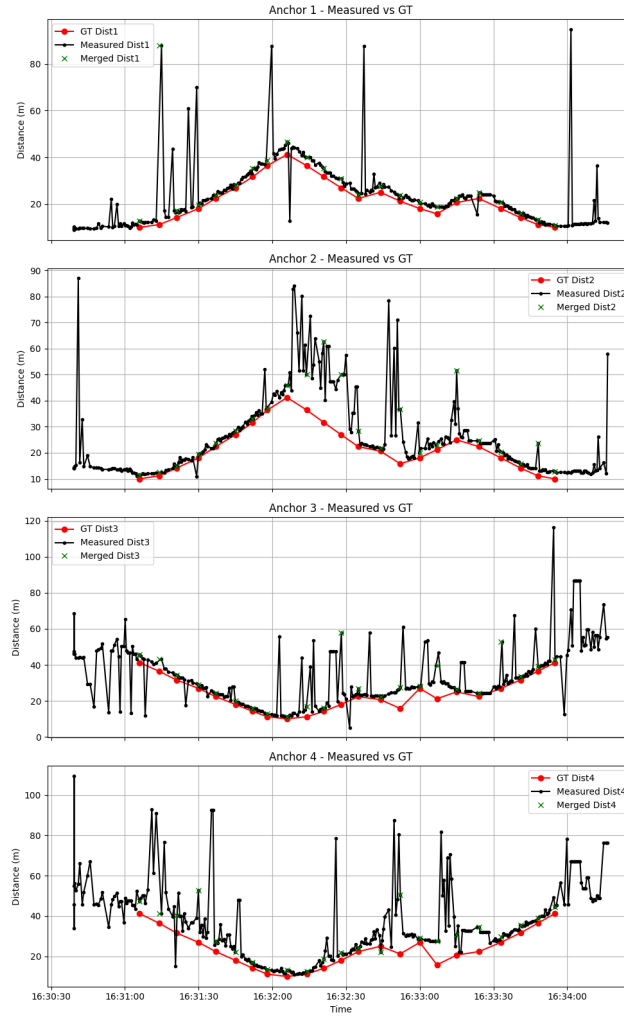 Anchor 1 - Measured vs GT
GT Dist1
Measured Dist1
Merged Dist1
Distance (m)
80
60
40
20
Anchor 2 - Measured vs GT
GT Dist2
Measured Dist2
Merged Dist2
Distance (m)
90
80
70
60
50
40
30
20
10
Anchor 3 - Measured vs GT
GT Dist3
Measured Dist3
Merged Dist3
Distance (m)
120
100
80
60
40
20
0
Anchor 4 - Measured vs GT
GT Dist4
Measured Dist4
Merged Dist4
Distance (m)
100
80
60
40
20
16:30:30 16:31:00 16:31:30 16:32:00 16:32:30 16:33:00 16:33:30 16:34:00
Time